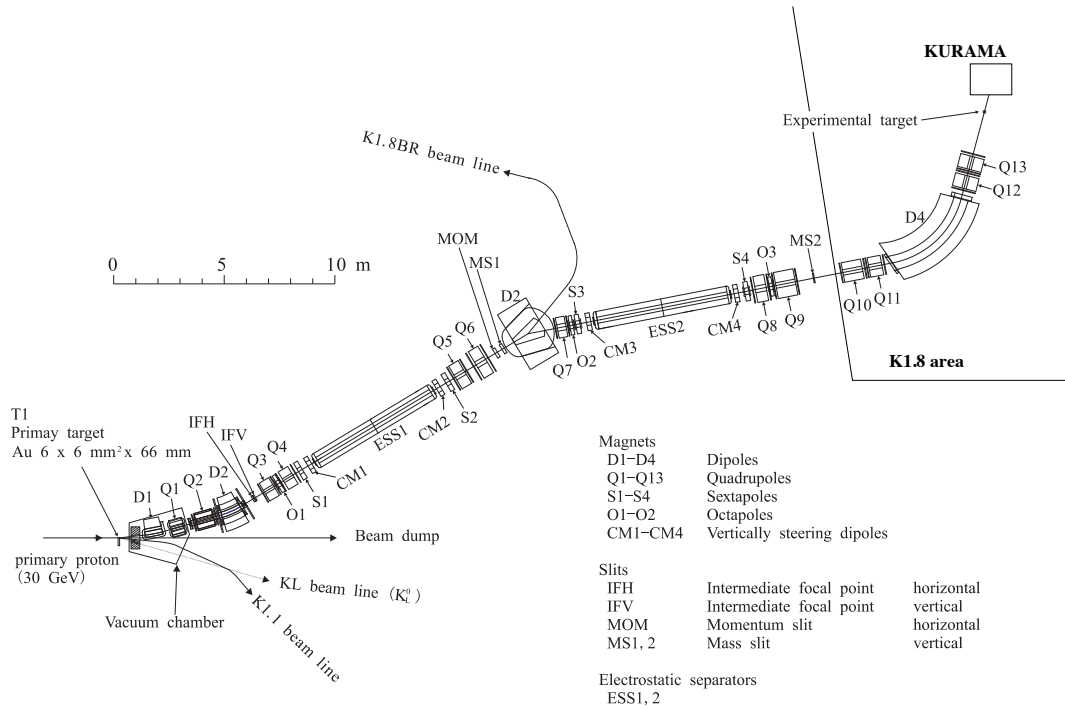 KURAMA
Experimental target
Q13
Q12
D4
K1.8BR beam line
0 5 10 m
MOM
MS1
D2
S3
S4
O3
MS2
Q5
Q6
Q7
O2
CM3
ESS2
CM4
Q8
Q9
Q10
Q11
K1.8 area
CM2
S2
ESS1
T1
Primay target
Au 6 x 6 mm² x 66 mm
IFH
IFV
Q3
Q4
CM1
S1
O1
D1
Q1
Q2
D2
Beam dump
primary proton
(30 GeV)
KL beam line (K⁰L)
K1.1 beam line
Vacuum chamber
Magnets
D1-D4 Dipoles
Q1-Q13 Quadrupoles
S1-S4 Sextapoles
O1-O2 Octapoles
CM1-CM4 Vertically steering dipoles
Slits
IFH Intermediate focal point horizontal
IFV Intermediate focal point vertical
MOM Momentum slit horizontal
MS1, 2 Mass slit vertical
Electrostatic separators
ESS1, 2